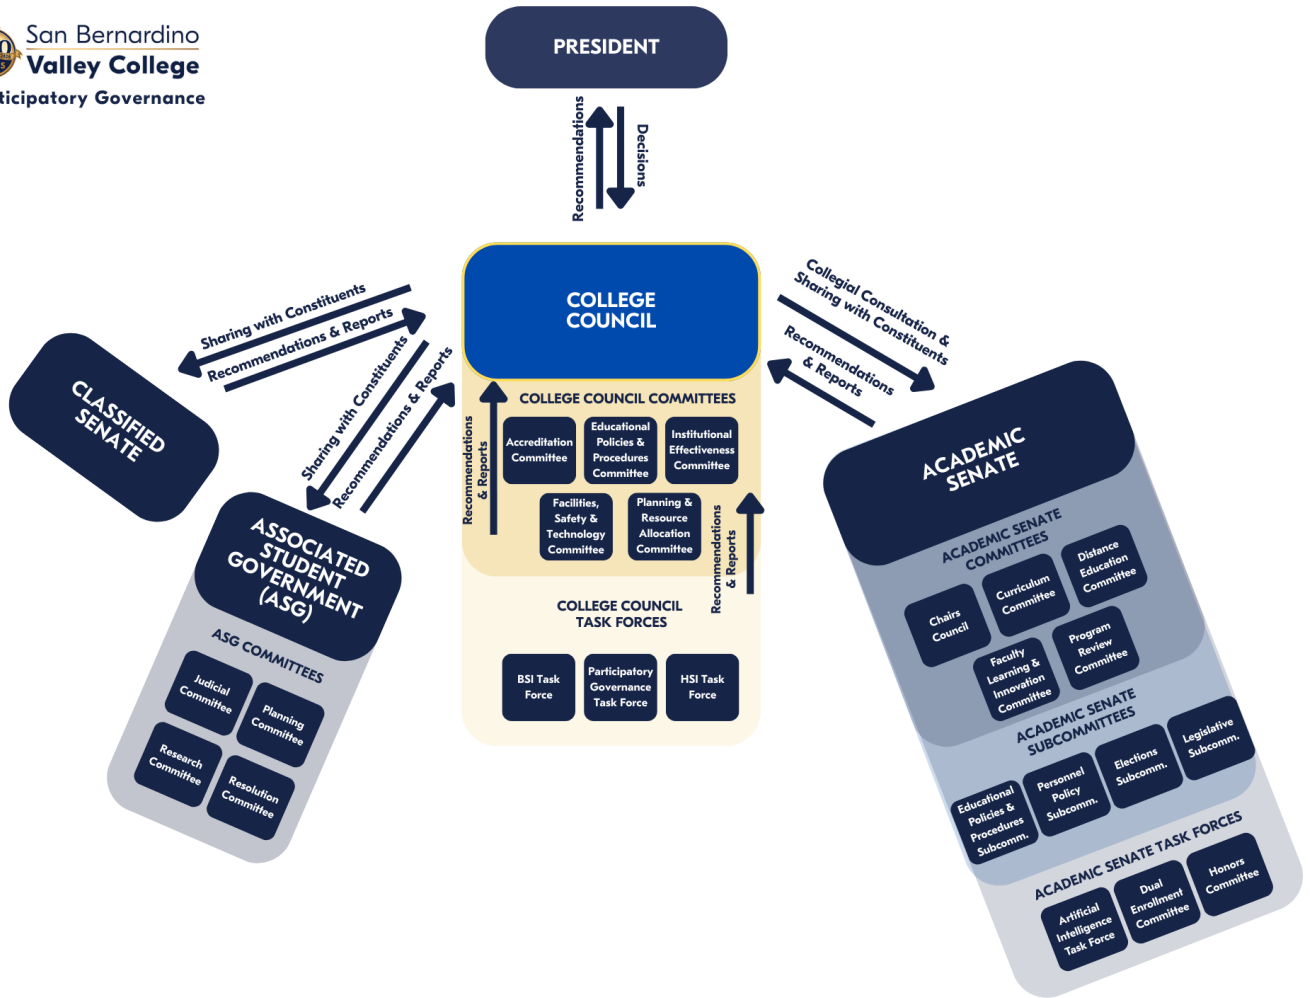 San Bernardino
Valley College
ticipatory Governance
PRESIDENT
Recommendations
Decisions
COLLEGE
COUNCIL
Sharing with Constituents
Recommendations & Reports
Sharing with Constituents
Recommendations & Reports
Collegial Consultation &
Sharing with Constituents
Recommendations
& Reports
CLASSIFIED
SENATE
ASSOCIATED
STUDENT
GOVERNMENT
(ASG)
ASG COMMITTEES
Judicial
Committee
Planning
Committee
Research
Committee
Resolution
Committee
COLLEGE COUNCIL COMMITTEES
Recommendations
& Reports
Accreditation
Committee
Educational
Policies &
Procedures
Committee
Institutional
Effectiveness
Committee
Facilities,
Safety &
Technology
Committee
Planning &
Resource
Allocation
Committee
Recommendations
& Reports
COLLEGE COUNCIL
TASK FORCES
BSI Task
Force
Participatory
Governance
Task Force
HSI Task
Force
ACADEMIC
SENATE
ACADEMIC SENATE
COMMITTEES
Chairs
Council
Curriculum
Committee
Distance
Education
Committee
Faculty
Learning &
Innovation
Committee
Program
Review
Committee
ACADEMIC SENATE
SUBCOMMITTEES
Educational
Policies &
Procedures
Subcomm.
Personnel
Policy
Subcomm.
Elections
Subcomm.
Legislative
Subcomm.
ACADEMIC SENATE TASK FORCES
Artificial
Intelligence
Task Force
Dual
Enrollment
Committee
Honors
Committee